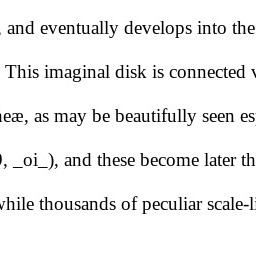 , and eventually develops into the
This imaginal disk is connected
eæ, as may be beautifully seen es
, _oi_), and these become later th
while thousands of peculiar scale-li